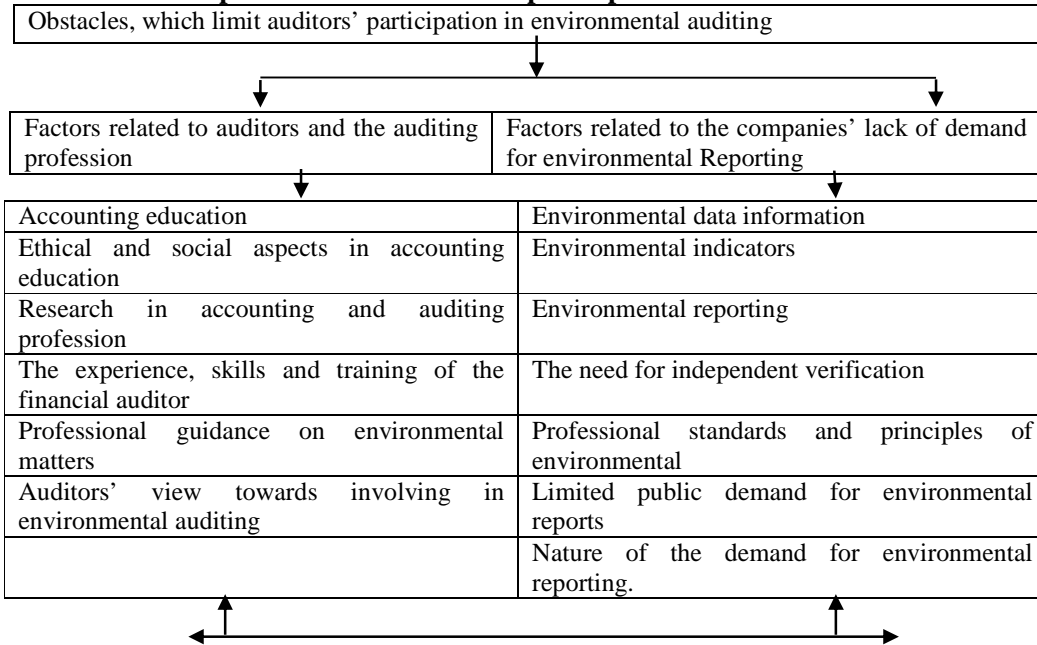 Obstacles, which limit auditors' participation in environmental auditing
Factors related to auditors and the auditing
profession
Factors related to the companies' lack of demand
for environmental Reporting
Accounting education
Environmental data information
Ethical and social aspects in accounting
education
Environmental indicators
Research in accounting and auditing
profession
Environmental reporting
The experience, skills and training of the
financial auditor
The need for independent verification
Professional guidance on environmental
matters
Professional standards and principles of
environmental
Auditors' view towards involving in
environmental auditing
Limited public demand for environmental
reports
Nature of the demand for environmental
reporting.